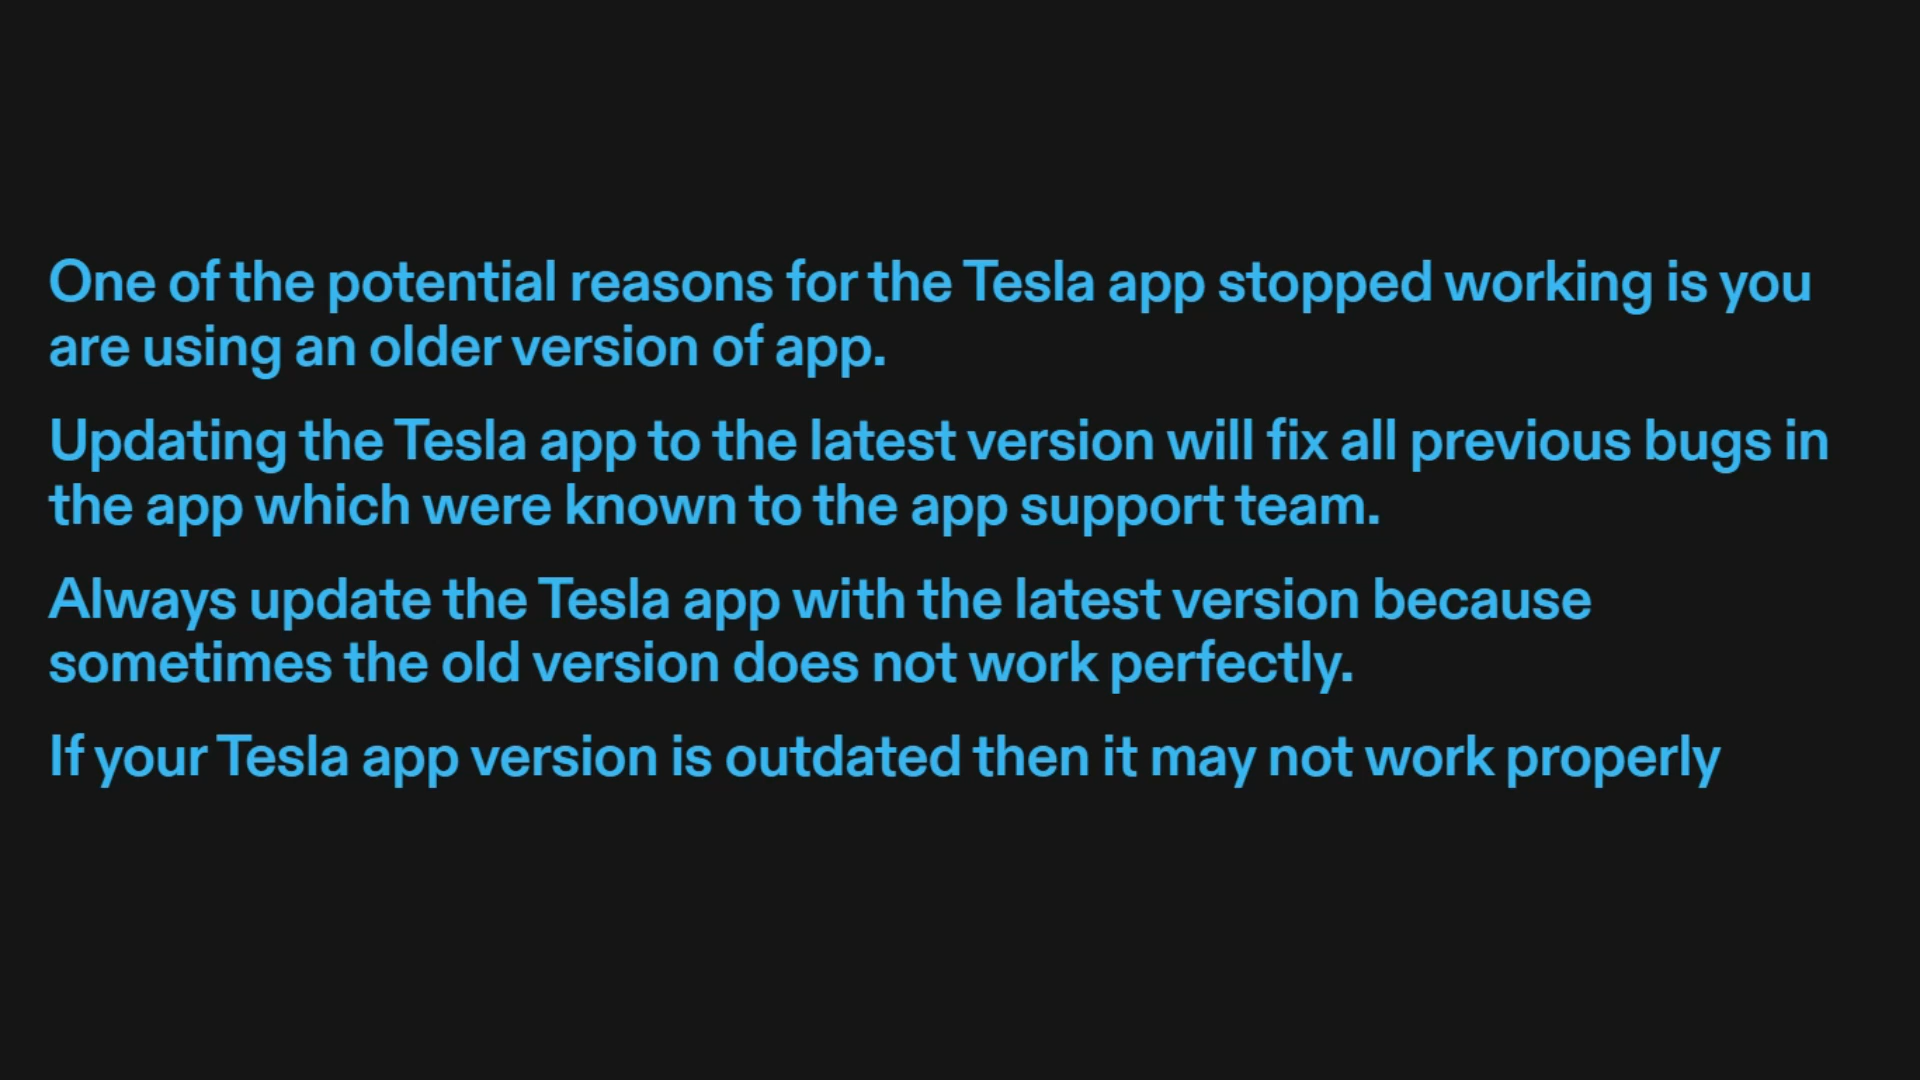 One of the potential reasons for the Tesla app stopped working is you
are using an older version of app.
Updating the Tesla app to the latest version will fix all previous bugs in
the app which were known to the app support team.
Always update the Tesla app with the latest version because
sometimes the old version does not work perfectly.
If your Tesla app version is outdated then it may not work properly